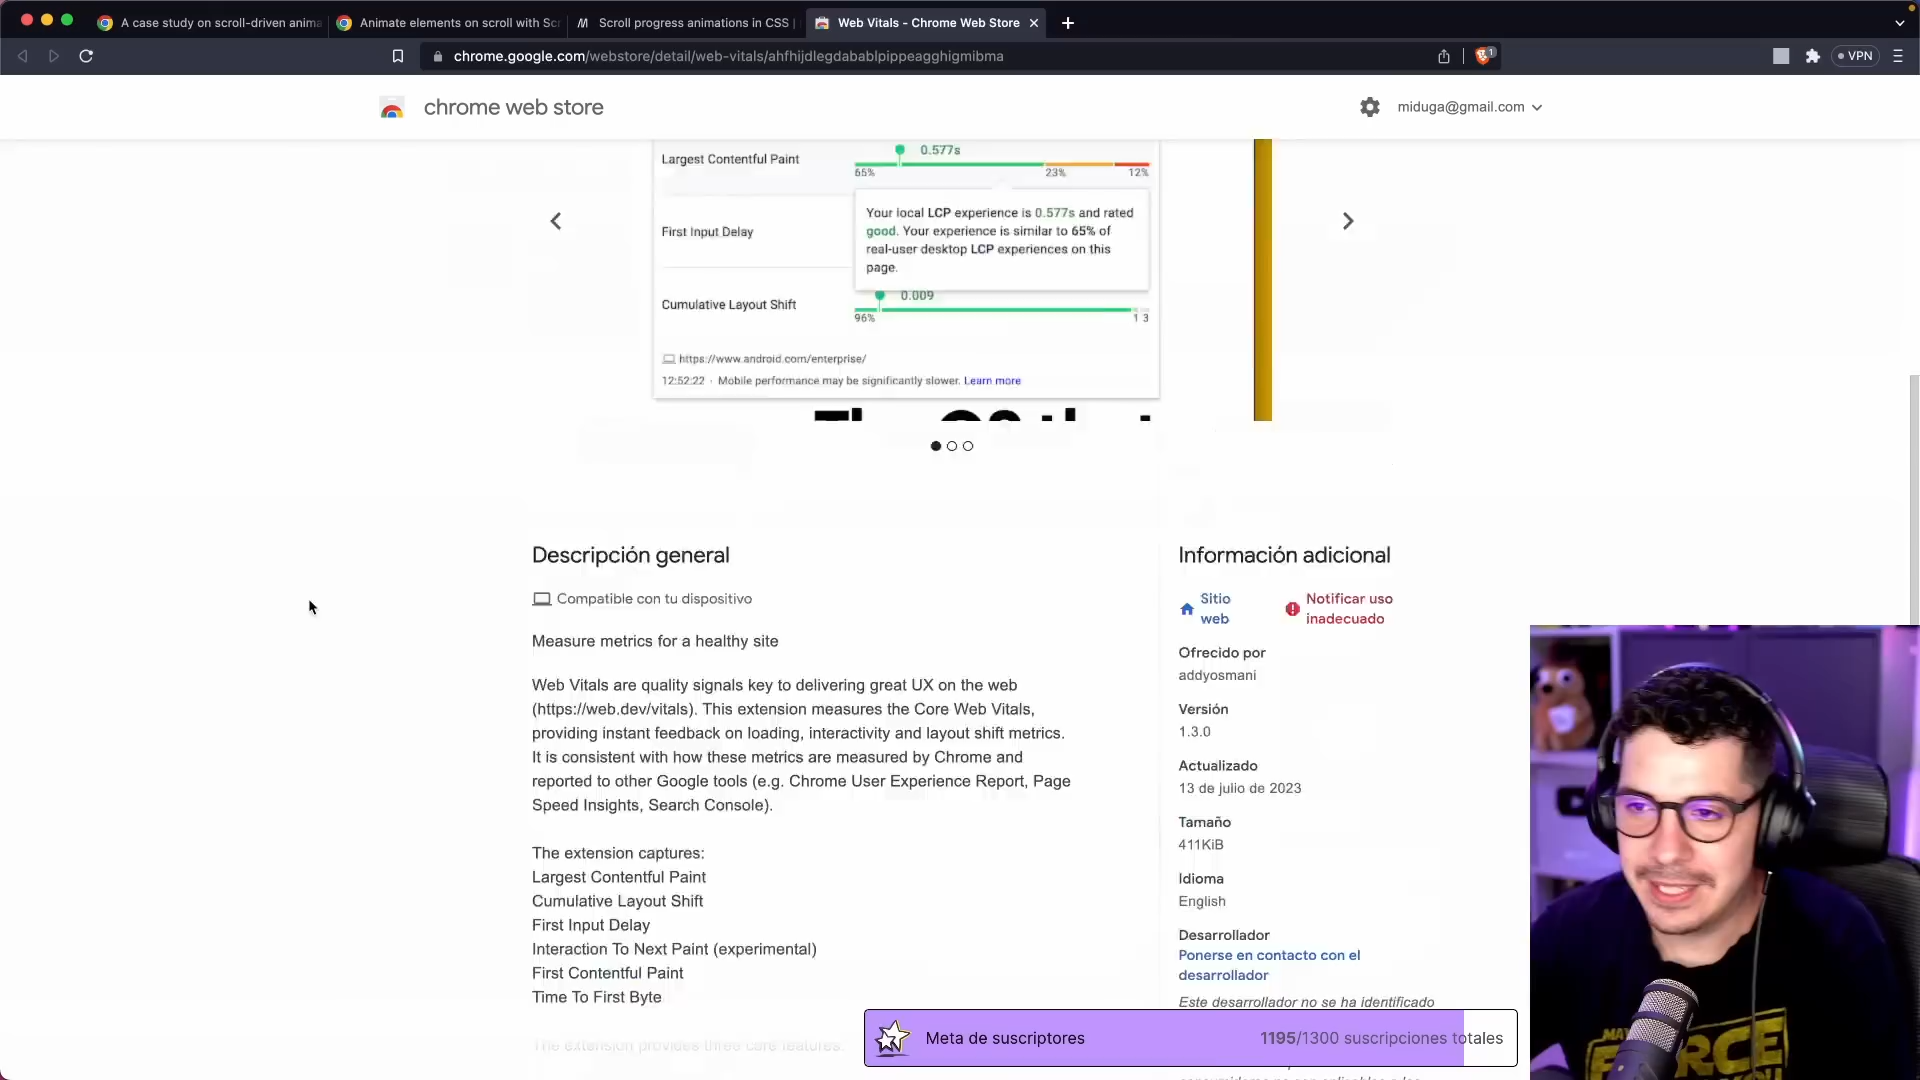 A case study on scroll-driven anima
Animate elements on scroll with Scr
Scroll progress animations in CSS |
Web Vitals - Chrome Web Store
chrome.google.com/webstore/detail/web-vitals/ahfhijdlegdabablpippeagghigmibma
1
VPN
chrome web store
miduga@gmail.com
Largest Contentful Paint
0.577s
65%
23%
12%
Your local LCP experience is 0.577s and rated
good. Your experience is similar to 65% of
real-user desktop LCP experiences on this
page.
First Input Delay
Cumulative Layout Shift
0.009
96%
1 3
https://www.android.com/enterprise/
12:52:22 · Mobile performance may be significantly slower. Learn more
Descripción general
Compatible con tu dispositivo
Measure metrics for a healthy site
Web Vitals are quality signals key to delivering great UX on the web
(https://web.dev/vitals). This extension measures the Core Web Vitals,
providing instant feedback on loading, interactivity and layout shift metrics.
It is consistent with how these metrics are measured by Chrome and
reported to other Google tools (e.g. Chrome User Experience Report, Page
Speed Insights, Search Console).
The extension captures:
Largest Contentful Paint
Cumulative Layout Shift
First Input Delay
Interaction To Next Paint (experimental)
First Contentful Paint
Time To First Byte
The extension provides three core features:
Información adicional
Sitio
web
Notificar uso
inadecuado
Ofrecido por
addyosmani
Versión
1.3.0
Actualizado
13 de julio de 2023
Tamaño
411KiB
Idioma
English
Desarrollador
Ponerse en contacto con el
desarrollador
Este desarrollador no se ha identificado
Meta de suscriptores
1195/1300 suscripciones totales